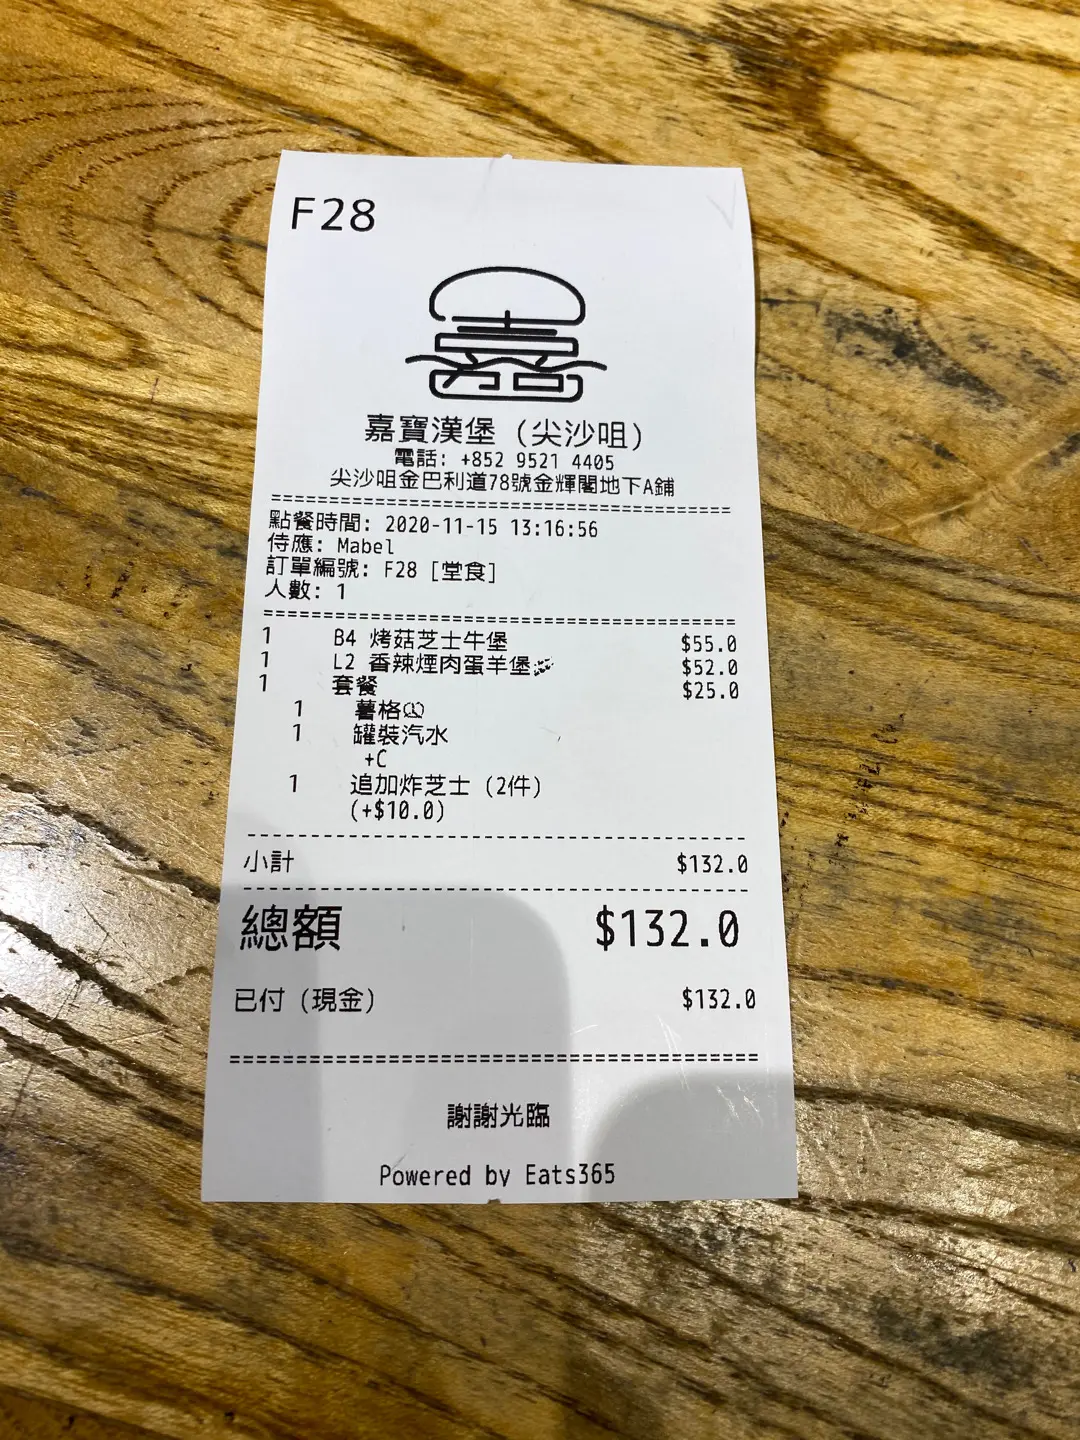 F28
嘉
嘉寶漢堡 (尖沙咀)
電話: +852 9521 4405
尖沙咀金巴利道78號金輝閣地下A鋪
點餐時間: 2020-11-15 13:16:56
侍應: Mabel
訂單編號: F28 [堂食]
人數: 1
1 B4 烤菇芝士牛堡 $55.0
1 L2 香辣煙肉蛋羊堡 $52.0
1 套餐 $25.0
1 薯格
1 罐裝汽水
+C
1 追加炸芝士 (2件)
(+$10.0)
小計 $132.0
總額 $132.0
已付 (現金) $132.0
謝謝光臨
Powered by Eats365